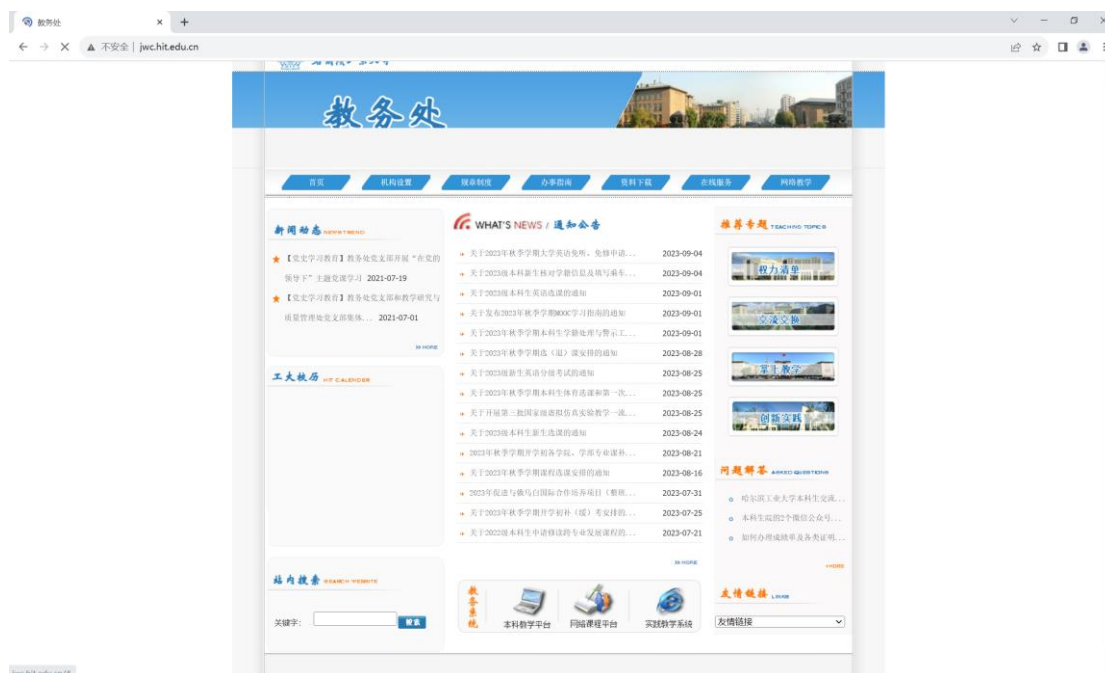 教务处
不安全 | jwc.hit.edu.cn
教务处
首页
机构设置
规章制度
办事指南
资料下载
在线服务
网络教学
新闻动态 NEWS TREND
【党史学习教育】教务处党支部开展“在党的
领导下”主题党课学习 2021-07-19
【党史学习教育】教务处党支部和教学研究与
质量管理处党支部集体... 2021-07-01
MORE
工大校历 HIT CALENDER
站内搜索 SEARCH WEBSITE
关键字:
搜索
WHAT'S NEWS / 通知公告
关于2023年秋季学期大学英语免听、免修申请... 2023-09-04
关于2023级本科新生核对学籍信息及填写乘车... 2023-09-04
关于2023级本科生英语选课的通知 2023-09-01
关于发布2023年秋季学期MOOC学习指南的通知 2023-09-01
关于2023年秋季学期本科生学籍处理与警示工... 2023-09-01
关于2023年秋季学期选（退）课安排的通知 2023-08-28
关于2023级新生英语分级考试的通知 2023-08-25
关于2023年秋季学期本科生体育选课和第一次... 2023-08-25
关于开展第三批国家级虚拟仿真实验教学一流... 2023-08-25
关于2023级本科生新生选课的通知 2023-08-24
2023年秋季学期开学初各学院、学部专业课补... 2023-08-21
关于2023年秋季学期课程选课安排的通知 2023-08-16
2023年促进与俄乌白国际合作培养项目（整班... 2023-07-31
关于2023年秋季学期开学初补（缓）考安排的... 2023-07-25
关于2022级本科生申请修读跨专业发展课程的... 2023-07-21
MORE
教务系统
本科教学平台
网络课程平台
实践教学系统
推荐专题 TEACHING TOPICS
权力清单
交流交换
掌上教学
创新实践
问题解答 ASKED QUESTIONS
哈尔滨工业大学本科生交流...
本科生院的2个微信公众号...
如何办理成绩单及各类证明...
+MORE
友情链接 LINKS
友情链接